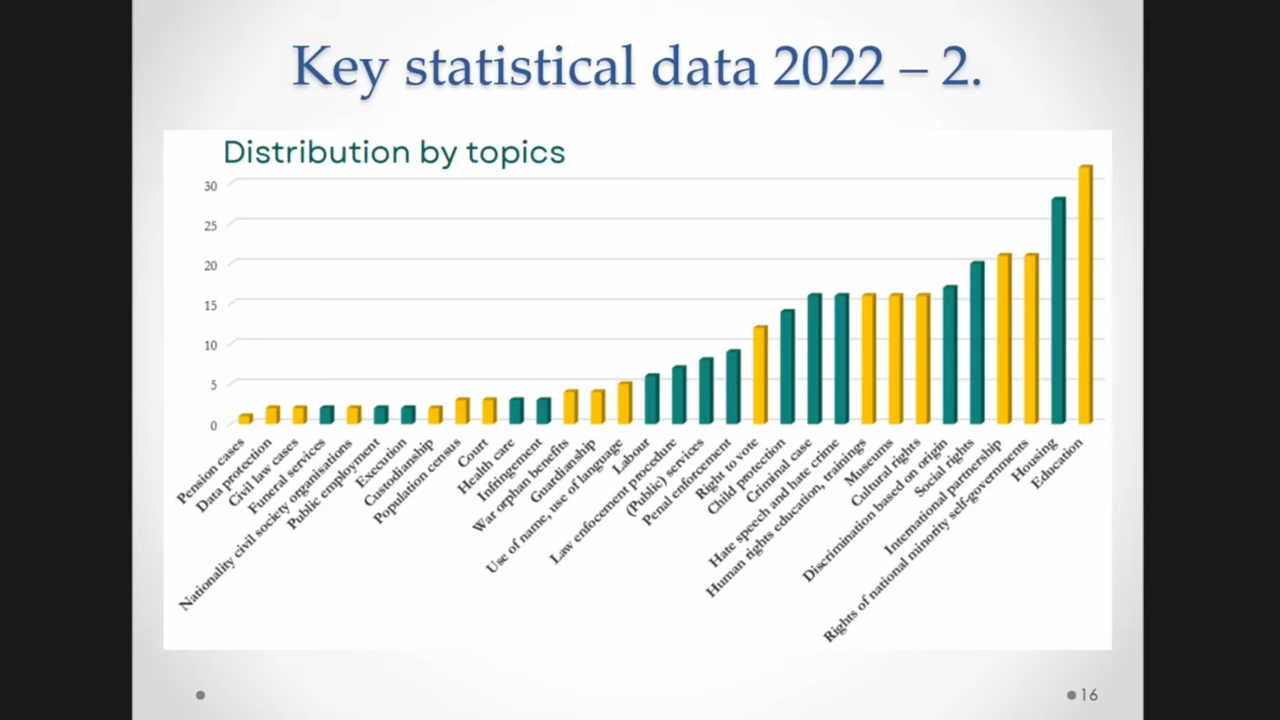 Key statistical data 2022 – 2.
Distribution by topics
30
25
20
15
10
5
0
Pension cases
Data protection
Civil law cases
Funeral services
Nationality civil society organisations
Public employment
Execution
Custodianship
Population census
Court
Health care
Infringement
War orphan benefits
Guardianship
Use of name, use of language
Labour
Law enfocement procedure
(Public) services
Penal enforcement
Right to vote
Child protection
Criminal case
Hate speech and hate crime
Human rights education, trainings
Museums
Cultural rights
Discrimination based on origin
Social rights
International partnership
Rights of national minority self-governments
Housing
Education
16